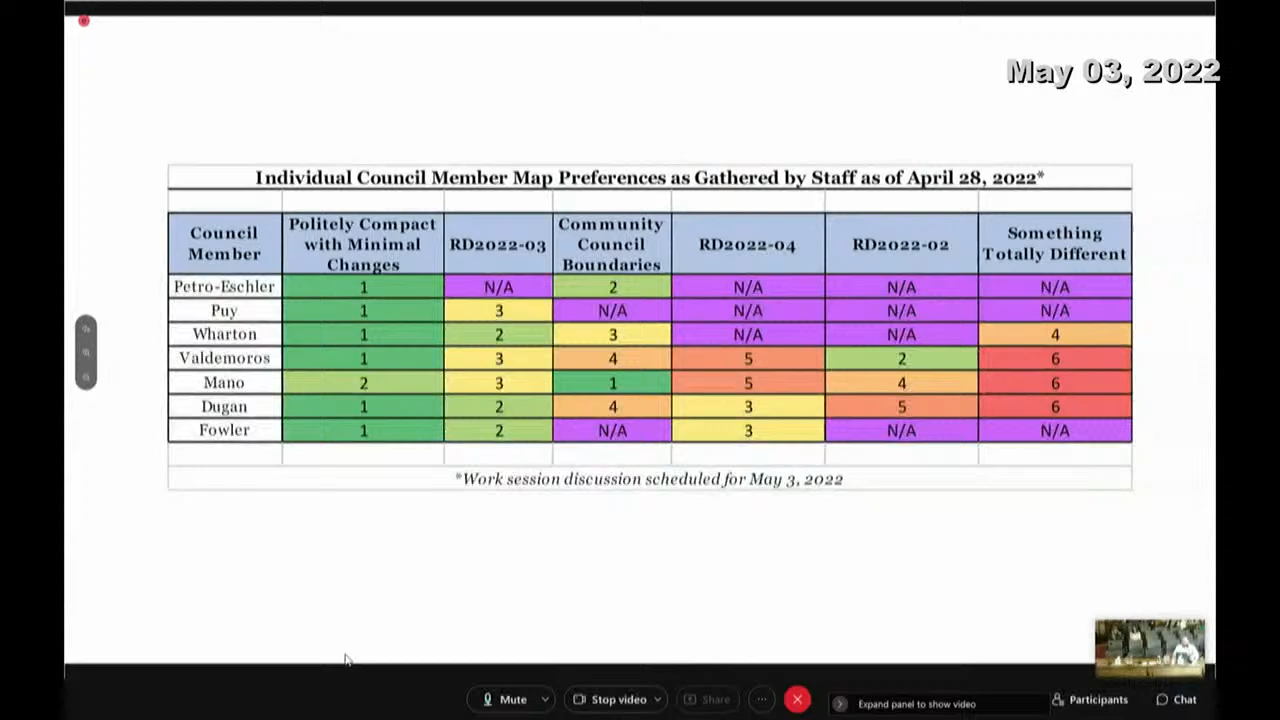 May 03, 2022
Individual Council Member Map Preferences as Gathered by Staff as of April 28, 2022*
Council Member Politely Compact with Minimal Changes RD2022-03 Community Council Boundaries RD2022-04 RD2022-02 Something Totally Different
Petro-Eschler 1 N/A 2 N/A N/A N/A
Puy 1 3 N/A N/A N/A N/A
Wharton 1 2 3 N/A N/A 4
Valdemoros 1 3 4 5 2 6
Mano 2 3 1 5 4 6
Dugan 1 2 4 3 5 6
Fowler 1 2 N/A 3 N/A N/A
*Work session discussion scheduled for May 3, 2022
Mute Stop video Share Expand panel to show video Participants Chat